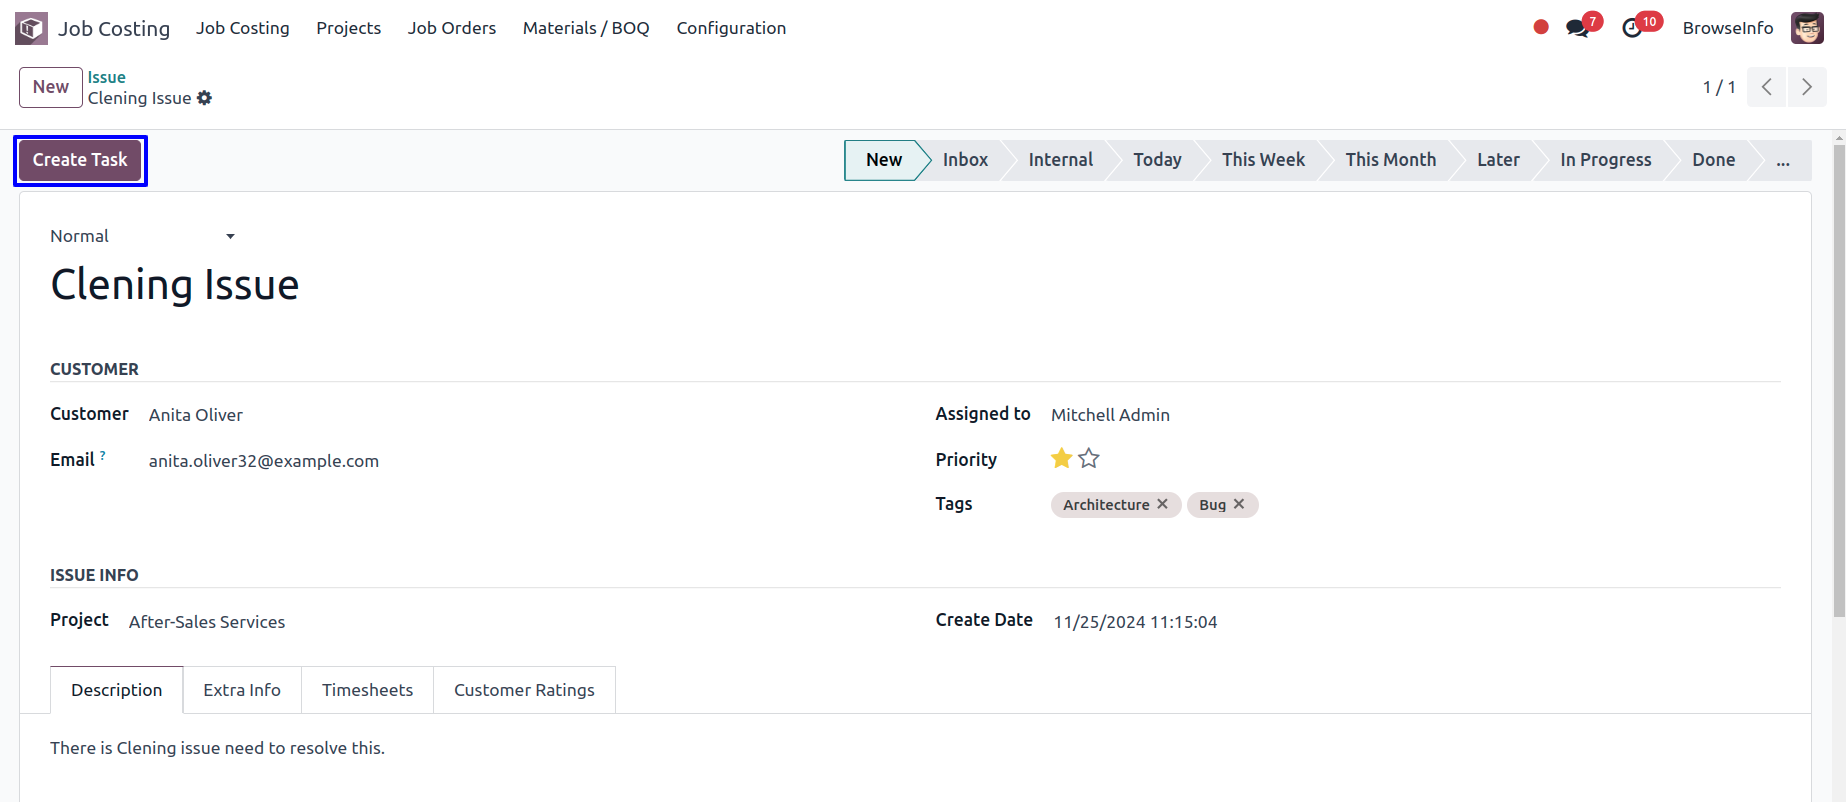 Job Costing Job Costing Projects Job Orders Materials / BOQ Configuration 7 10 BrowseInfo
New Issue
Clening Issue 1 / 1
Create Task New Inbox Internal Today This Week This Month Later In Progress Done ...
Normal
Clening Issue
CUSTOMER
Customer Anita Oliver Assigned to Mitchell Admin
Email ? anita.oliver32@example.com Priority
Tags Architecture ✕ Bug ✕
ISSUE INFO
Project After-Sales Services Create Date 11/25/2024 11:15:04
Description Extra Info Timesheets Customer Ratings
There is Clening issue need to resolve this.